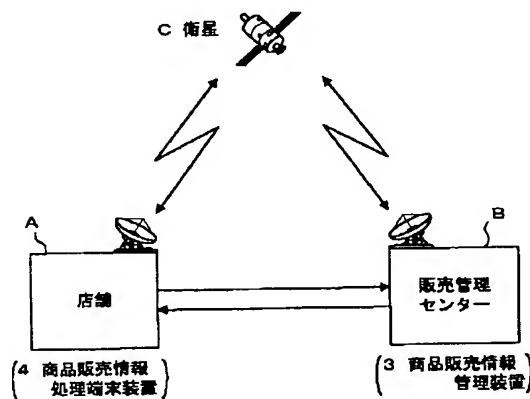 C 衛星
A
B
店舗
販売管理
センター
(4 商品販売情報
処理端末装置)
(3 商品販売情報
管理装置)